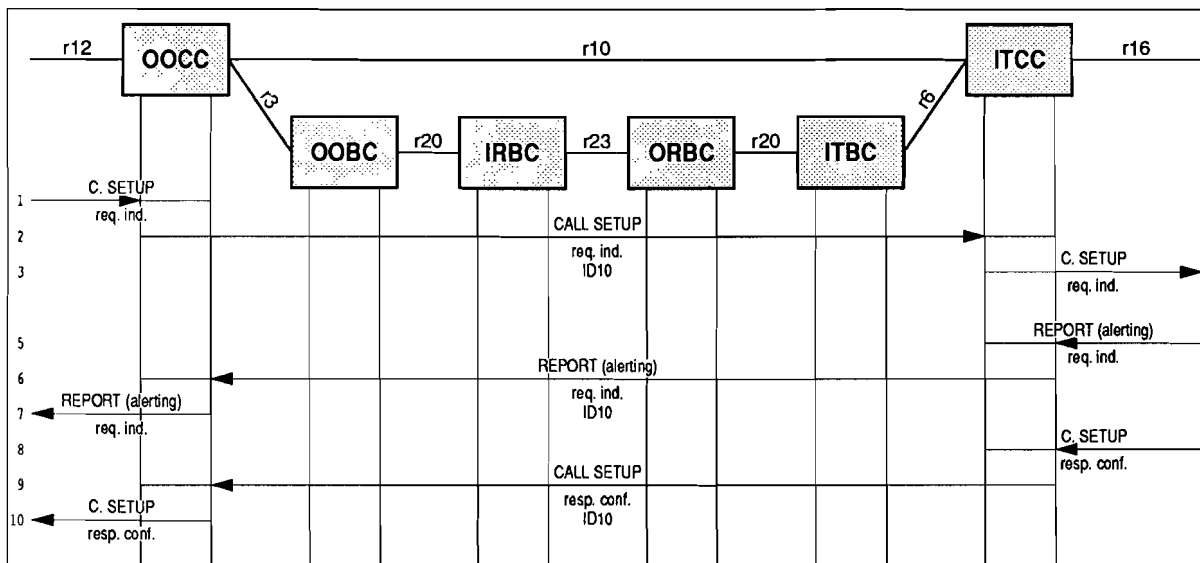 r12
OOCC
r10
ITCC
r16
r3
r6
OOBC
r20
IRBC
r23
ORBC
r20
ITBC
1
C. SETUP
req. ind.
2
CALL SETUP
req. ind.
ID10
3
C. SETUP
req. ind.
5
REPORT (alerting)
req. ind.
6
REPORT (alerting)
req. ind.
ID10
7
REPORT (alerting)
req. ind.
8
C. SETUP
resp. conf.
9
CALL SETUP
resp. conf.
ID10
10
C. SETUP
resp. conf.